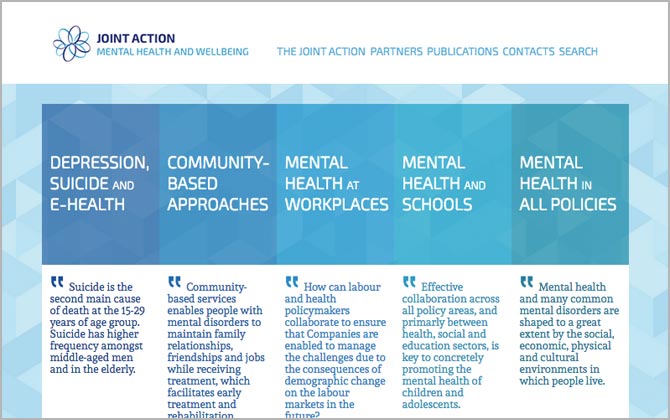 JOINT ACTION
MENTAL HEALTH AND WELLBEING
THE JOINT ACTION PARTNERS PUBLICATIONS CONTACTS SEARCH
DEPRESSION,
SUICIDE AND
E-HEALTH
COMMUNITY-
BASED
APPROACHES
MENTAL
HEALTH AT
WORKPLACES
MENTAL
HEALTH AND
SCHOOLS
MENTAL
HEALTH IN
ALL POLICIES
" Suicide is the
second main cause
of death at the 15-29
years of age group.
Suicide has higher
frequency amongst
middle-aged men
and in the elderly.
" Community-
based services
enables people with
mental disorders to
maintain family
relationships,
friendships and jobs
while receiving
treatment, which
facilitates early
treatment and
rehabilitation
" How can labour
and health
policymakers
collaborate to ensure
that Companies are
enabled to manage
the challenges due to
the consequences of
demographic change
on the labour
markets in the
future?
" Effective
collaboration across
all policy areas, and
primarily between
health, social and
education sectors, is
key to concretely
promoting the
mental health of
children and
adolescents.
" Mental health
and many common
mental disorders are
shaped to a great
extent by the social,
economic, physical
and cultural
environments in
which people live.